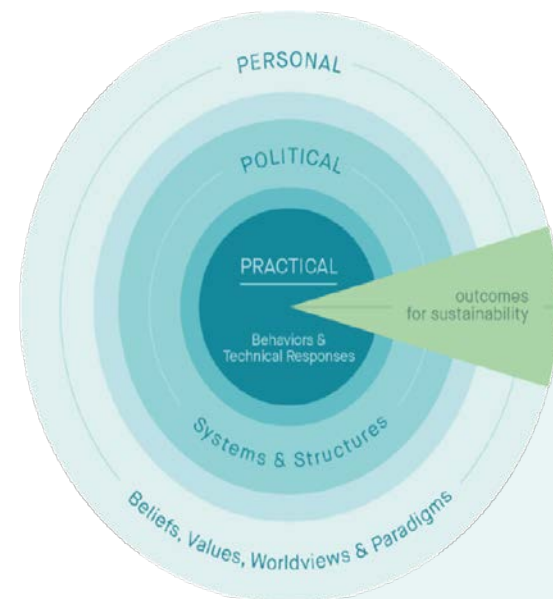 PERSONAL
POLITICAL
PRACTICAL
outcomes
for sustainability
Behaviors &
Technical Responses
Systems & Structures
Beliefs, Values, Worldviews & Paradigms